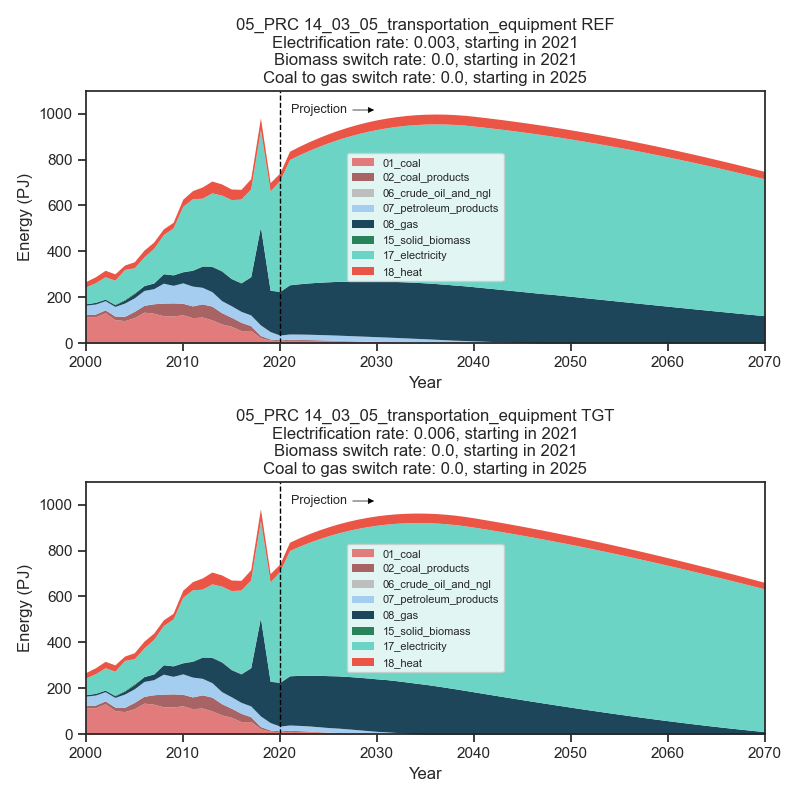 05_PRC 14_03_05_transportation_equipment REF
Electrification rate: 0.003, starting in 2021
Biomass switch rate: 0.0, starting in 2021
Coal to gas switch rate: 0.0, starting in 2025
Projection
1000
800
600
400
200
0
Energy (PJ)
01_coal
02_coal_products
06_crude_oil_and_ngl
07_petroleum_products
08_gas
15_solid_biomass
17_electricity
18_heat
2000 2010 2020 2030 2040 2050 2060 2070
Year
05_PRC 14_03_05_transportation_equipment TGT
Electrification rate: 0.006, starting in 2021
Biomass switch rate: 0.0, starting in 2021
Coal to gas switch rate: 0.0, starting in 2025
Projection
1000
800
600
400
200
0
Energy (PJ)
01_coal
02_coal_products
06_crude_oil_and_ngl
07_petroleum_products
08_gas
15_solid_biomass
17_electricity
18_heat
2000 2010 2020 2030 2040 2050 2060 2070
Year